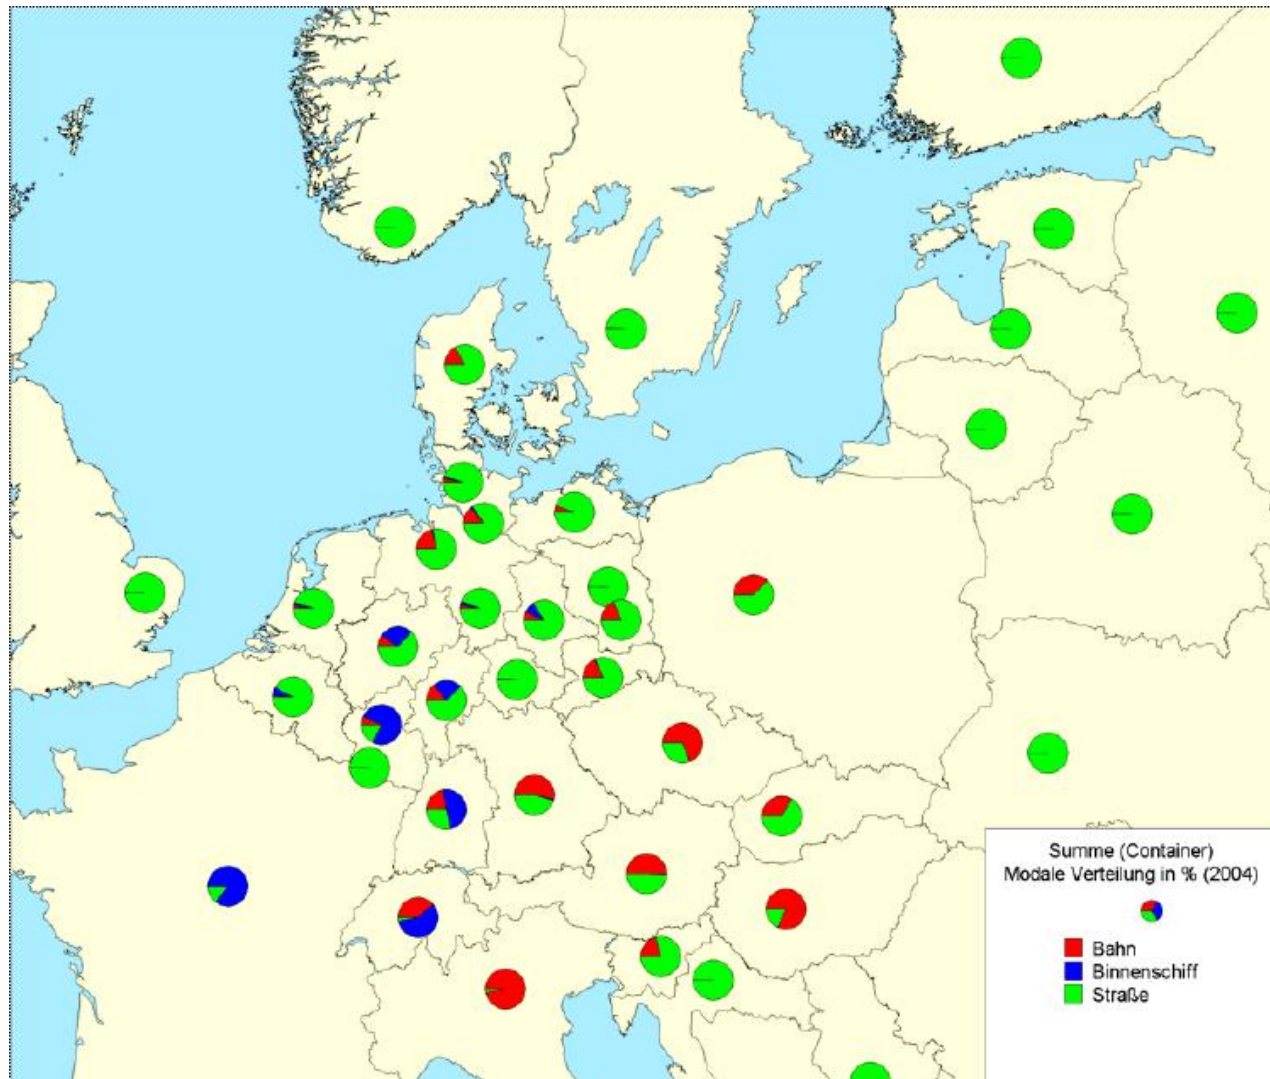 Summe (Container)
Modale Verteilung in % (2004)
Bahn
Binnenschiff
Straße